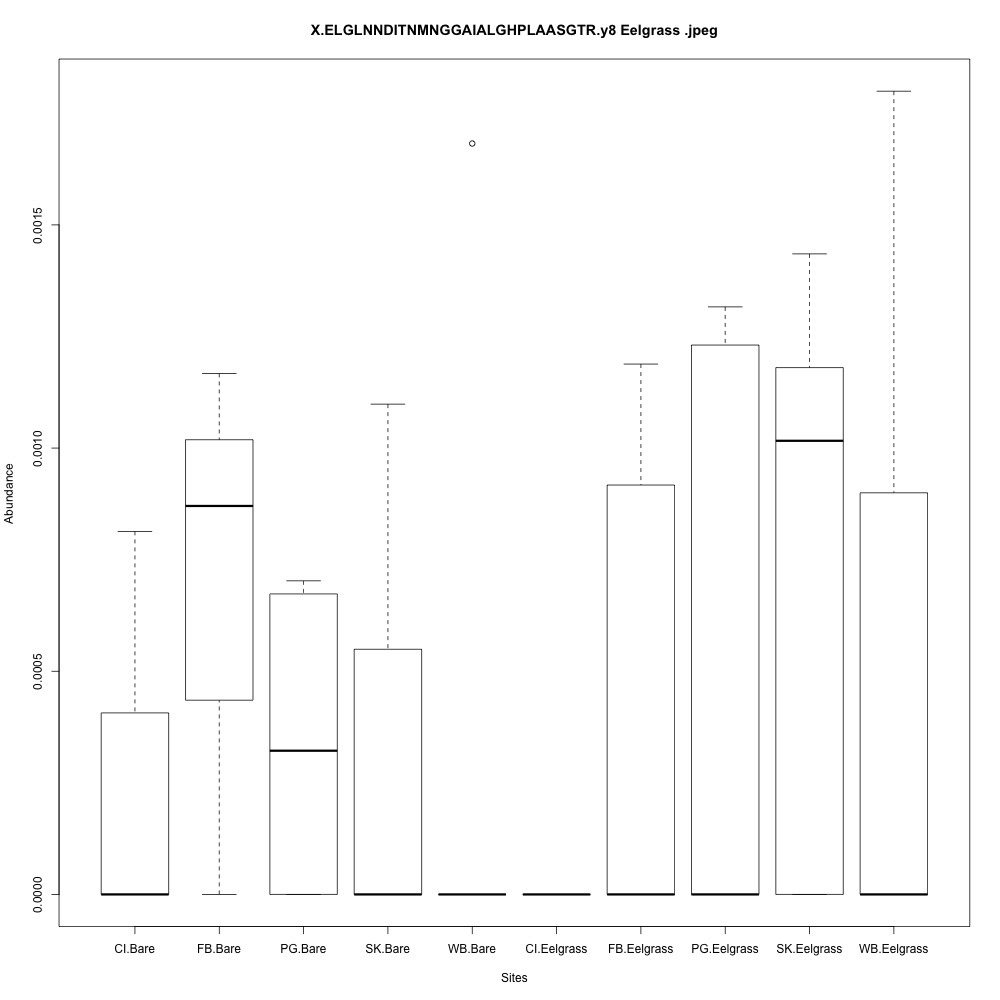 X.ELGLNNDITNMNGGAIALGHPLAASGTR.y8 Eelgrass .jpeg
Abundance
0.0015
0.0010
0.0005
0.0000
CI.Bare FB.Bare PG.Bare SK.Bare WB.Bare CI.Eelgrass FB.Eelgrass PG.Eelgrass SK.Eelgrass WB.Eelgrass
Sites